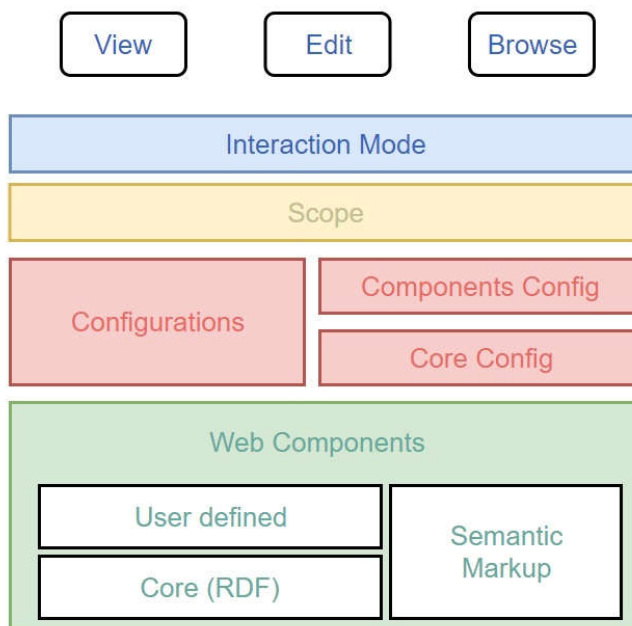 View Edit Browse
Interaction Mode
Scope
Configurations
Components Config
Core Config
Web Components
User defined
Core (RDF)
Semantic
Markup